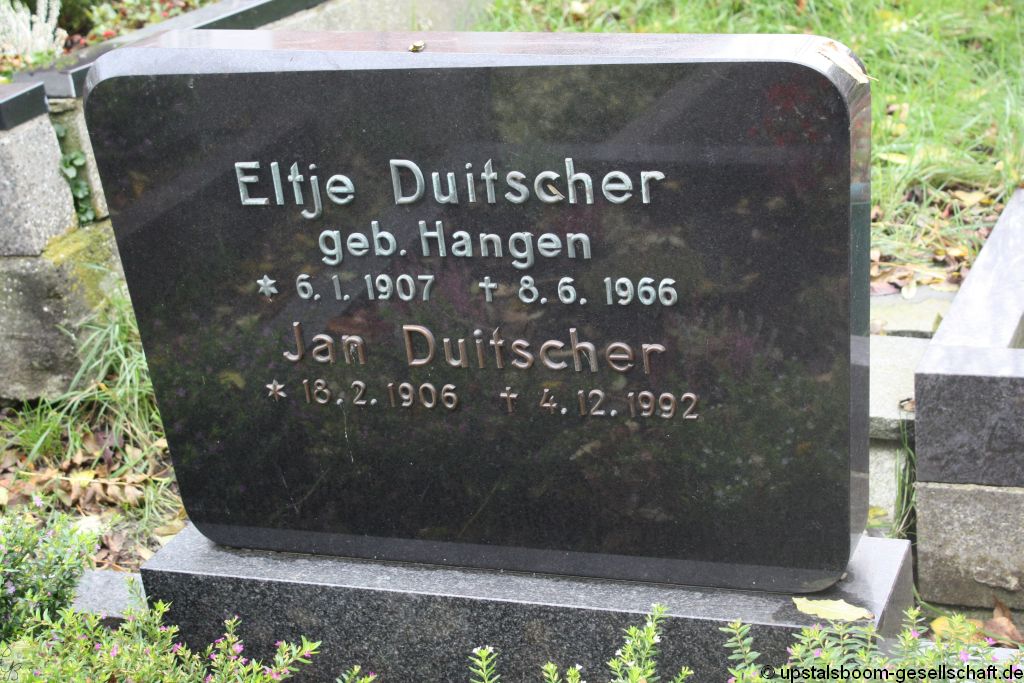 Eltje Duitscher
geb. Hangen
* 6. 1. 1907 † 8. 6. 1966
Jan Duitscher
* 18. 2. 1906 † 4. 12. 1992
© upstalsboom-gesellschaft.de